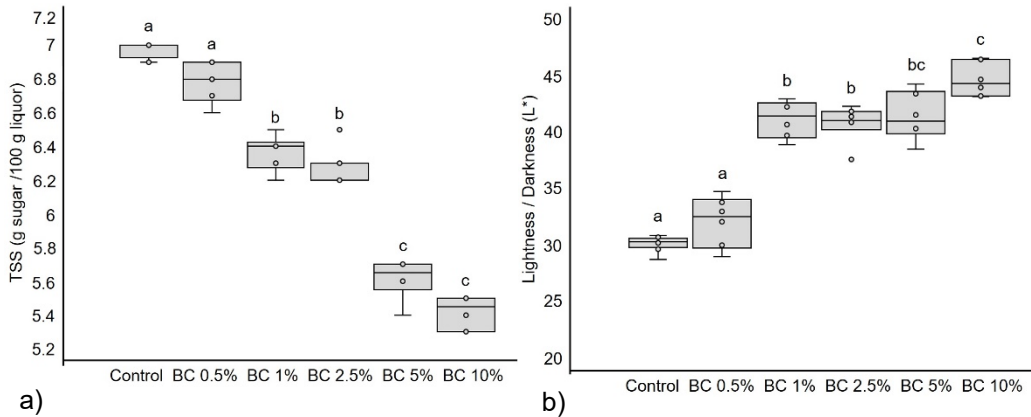 TSS (g sugar /100 g liquor)
7.2
7
6.8
6.6
6.4
6.2
6
5.8
5.6
5.4
5.2
a
a
b
b
c
c
Control BC 0.5% BC 1% BC 2.5% BC 5% BC 10%
a)
Lightness / Darkness (L*)
50
45
40
35
30
25
20
a
a
b
b
bc
c
Control BC 0.5% BC 1% BC 2.5% BC 5% BC 10%
b)